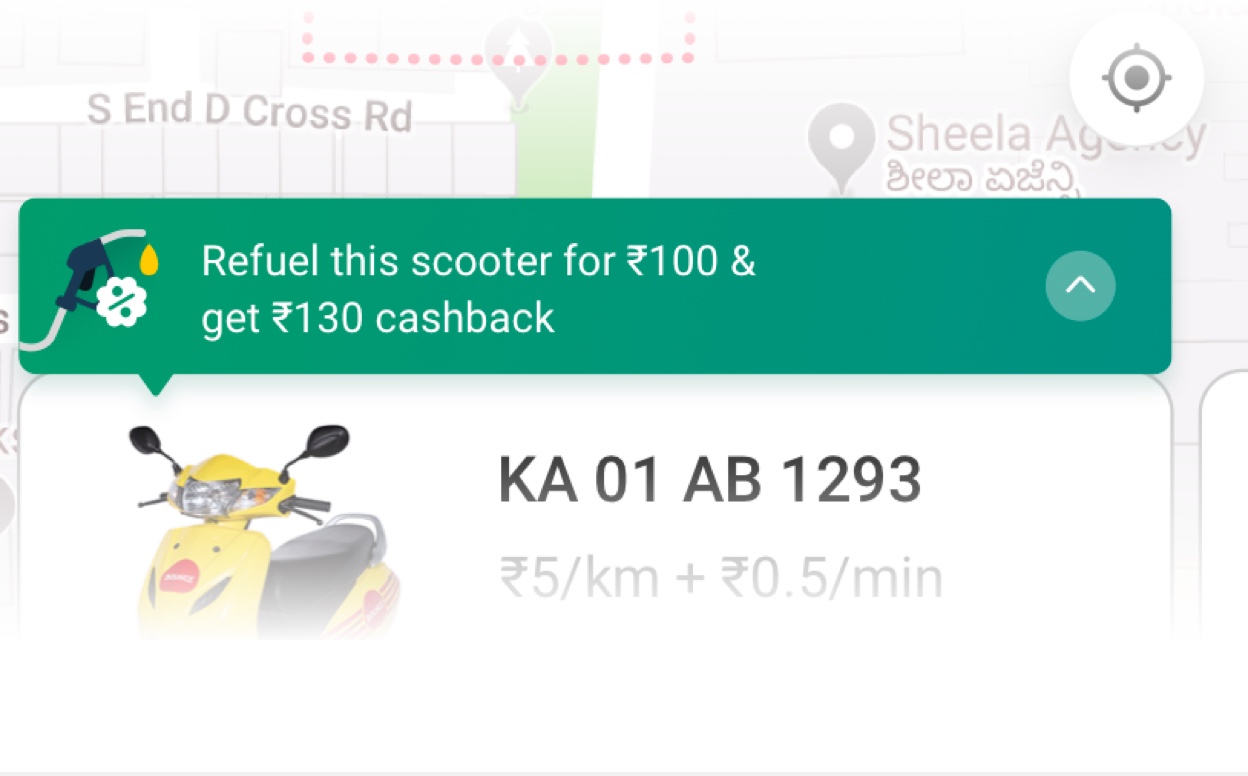 S End D Cross Rd
Sheela Agency
ಶೀಲಾ ಏಜೆನ್ಸಿ
Refuel this scooter for ₹100 &
get ₹130 cashback
KA 01 AB 1293
₹5/km + ₹0.5/min